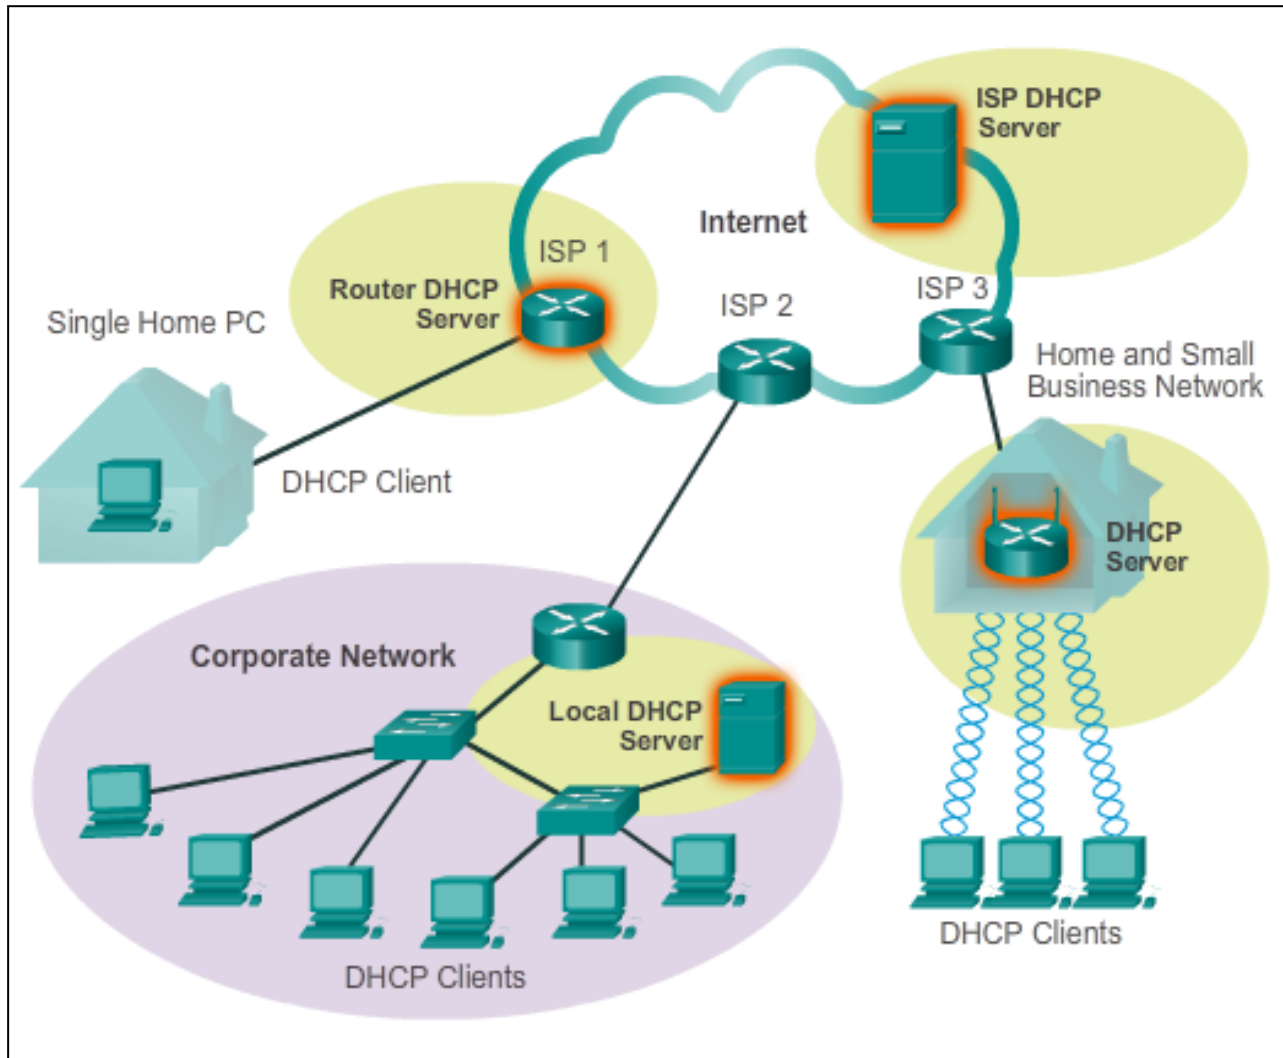 ISP DHCP
Server
Internet
ISP 1
Router DHCP
Server
ISP 2
ISP 3
Single Home PC
Home and Small
Business Network
DHCP Client
DHCP
Server
Corporate Network
Local DHCP
Server
DHCP Clients
DHCP Clients